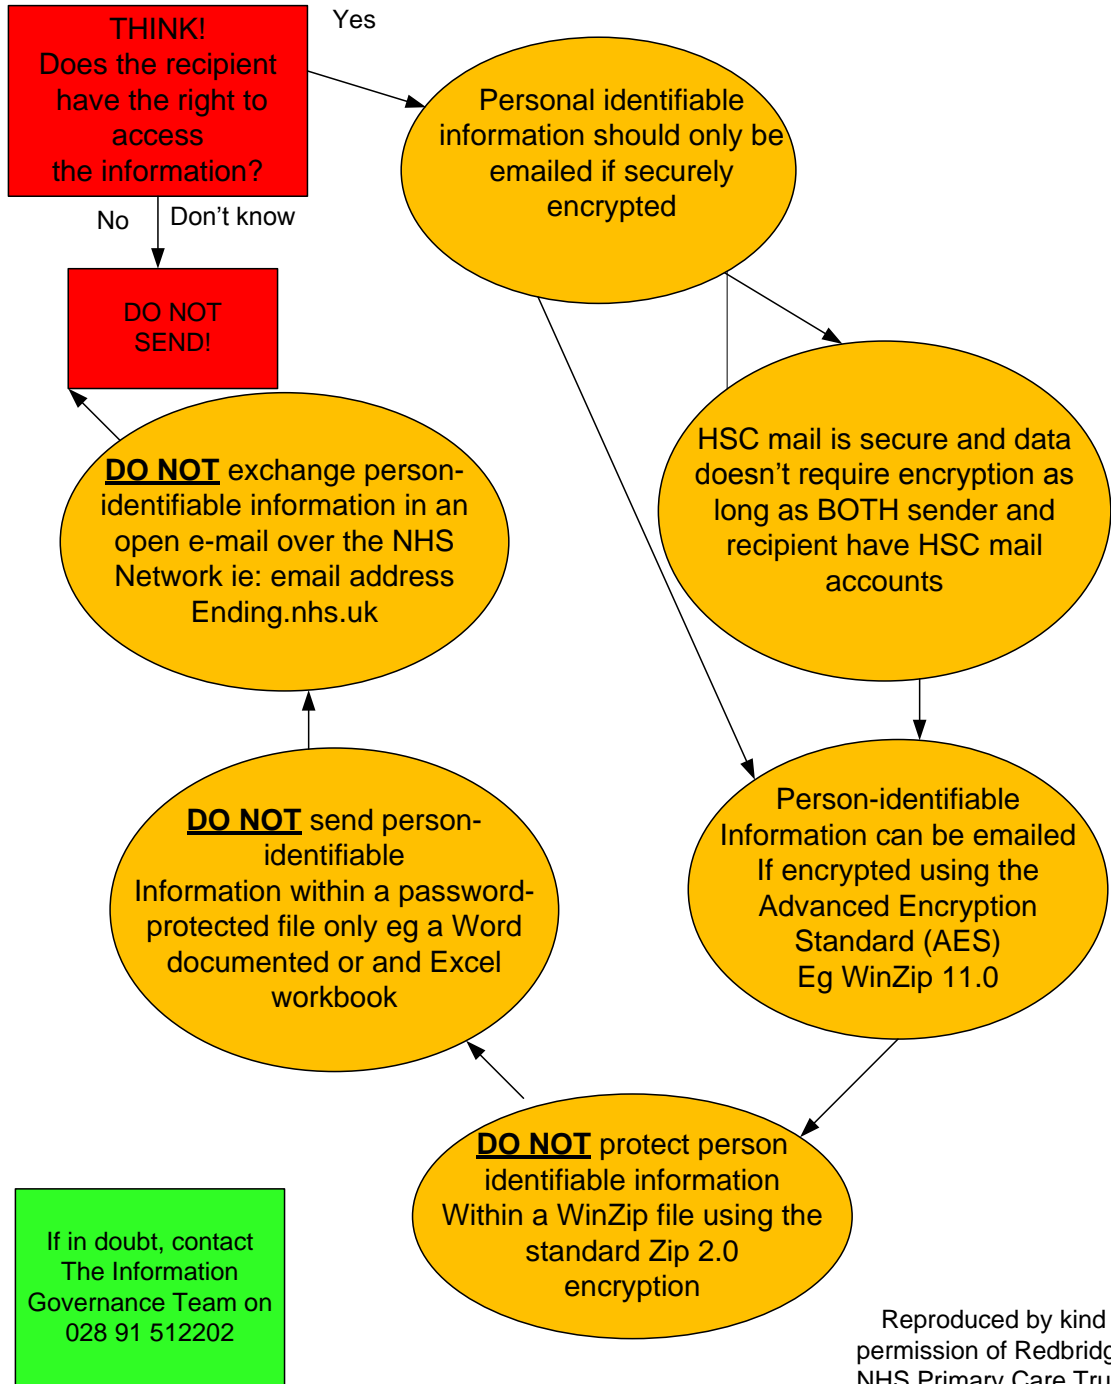 THINK!
Does the recipient
have the right to
access
the information?
Yes
No
Don't know
DO NOT
SEND!
Personal identifiable
information should only be
emailed if securely
encrypted
HSC mail is secure and data
doesn't require encryption as
long as BOTH sender and
recipient have HSC mail
accounts
Person-identifiable
Information can be emailed
If encrypted using the
Advanced Encryption
Standard (AES)
Eg WinZip 11.0
DO NOT protect person
identifiable information
Within a WinZip file using the
standard Zip 2.0
encryption
DO NOT send person-
identifiable
Information within a password-
protected file only eg a Word
documented or and Excel
workbook
DO NOT exchange person-
identifiable information in an
open e-mail over the NHS
Network ie: email address
Ending.nhs.uk
If in doubt, contact
The Information
Governance Team on
028 91 512202
Reproduced by kind
permission of Redbridg
NHS Primary Care Tru